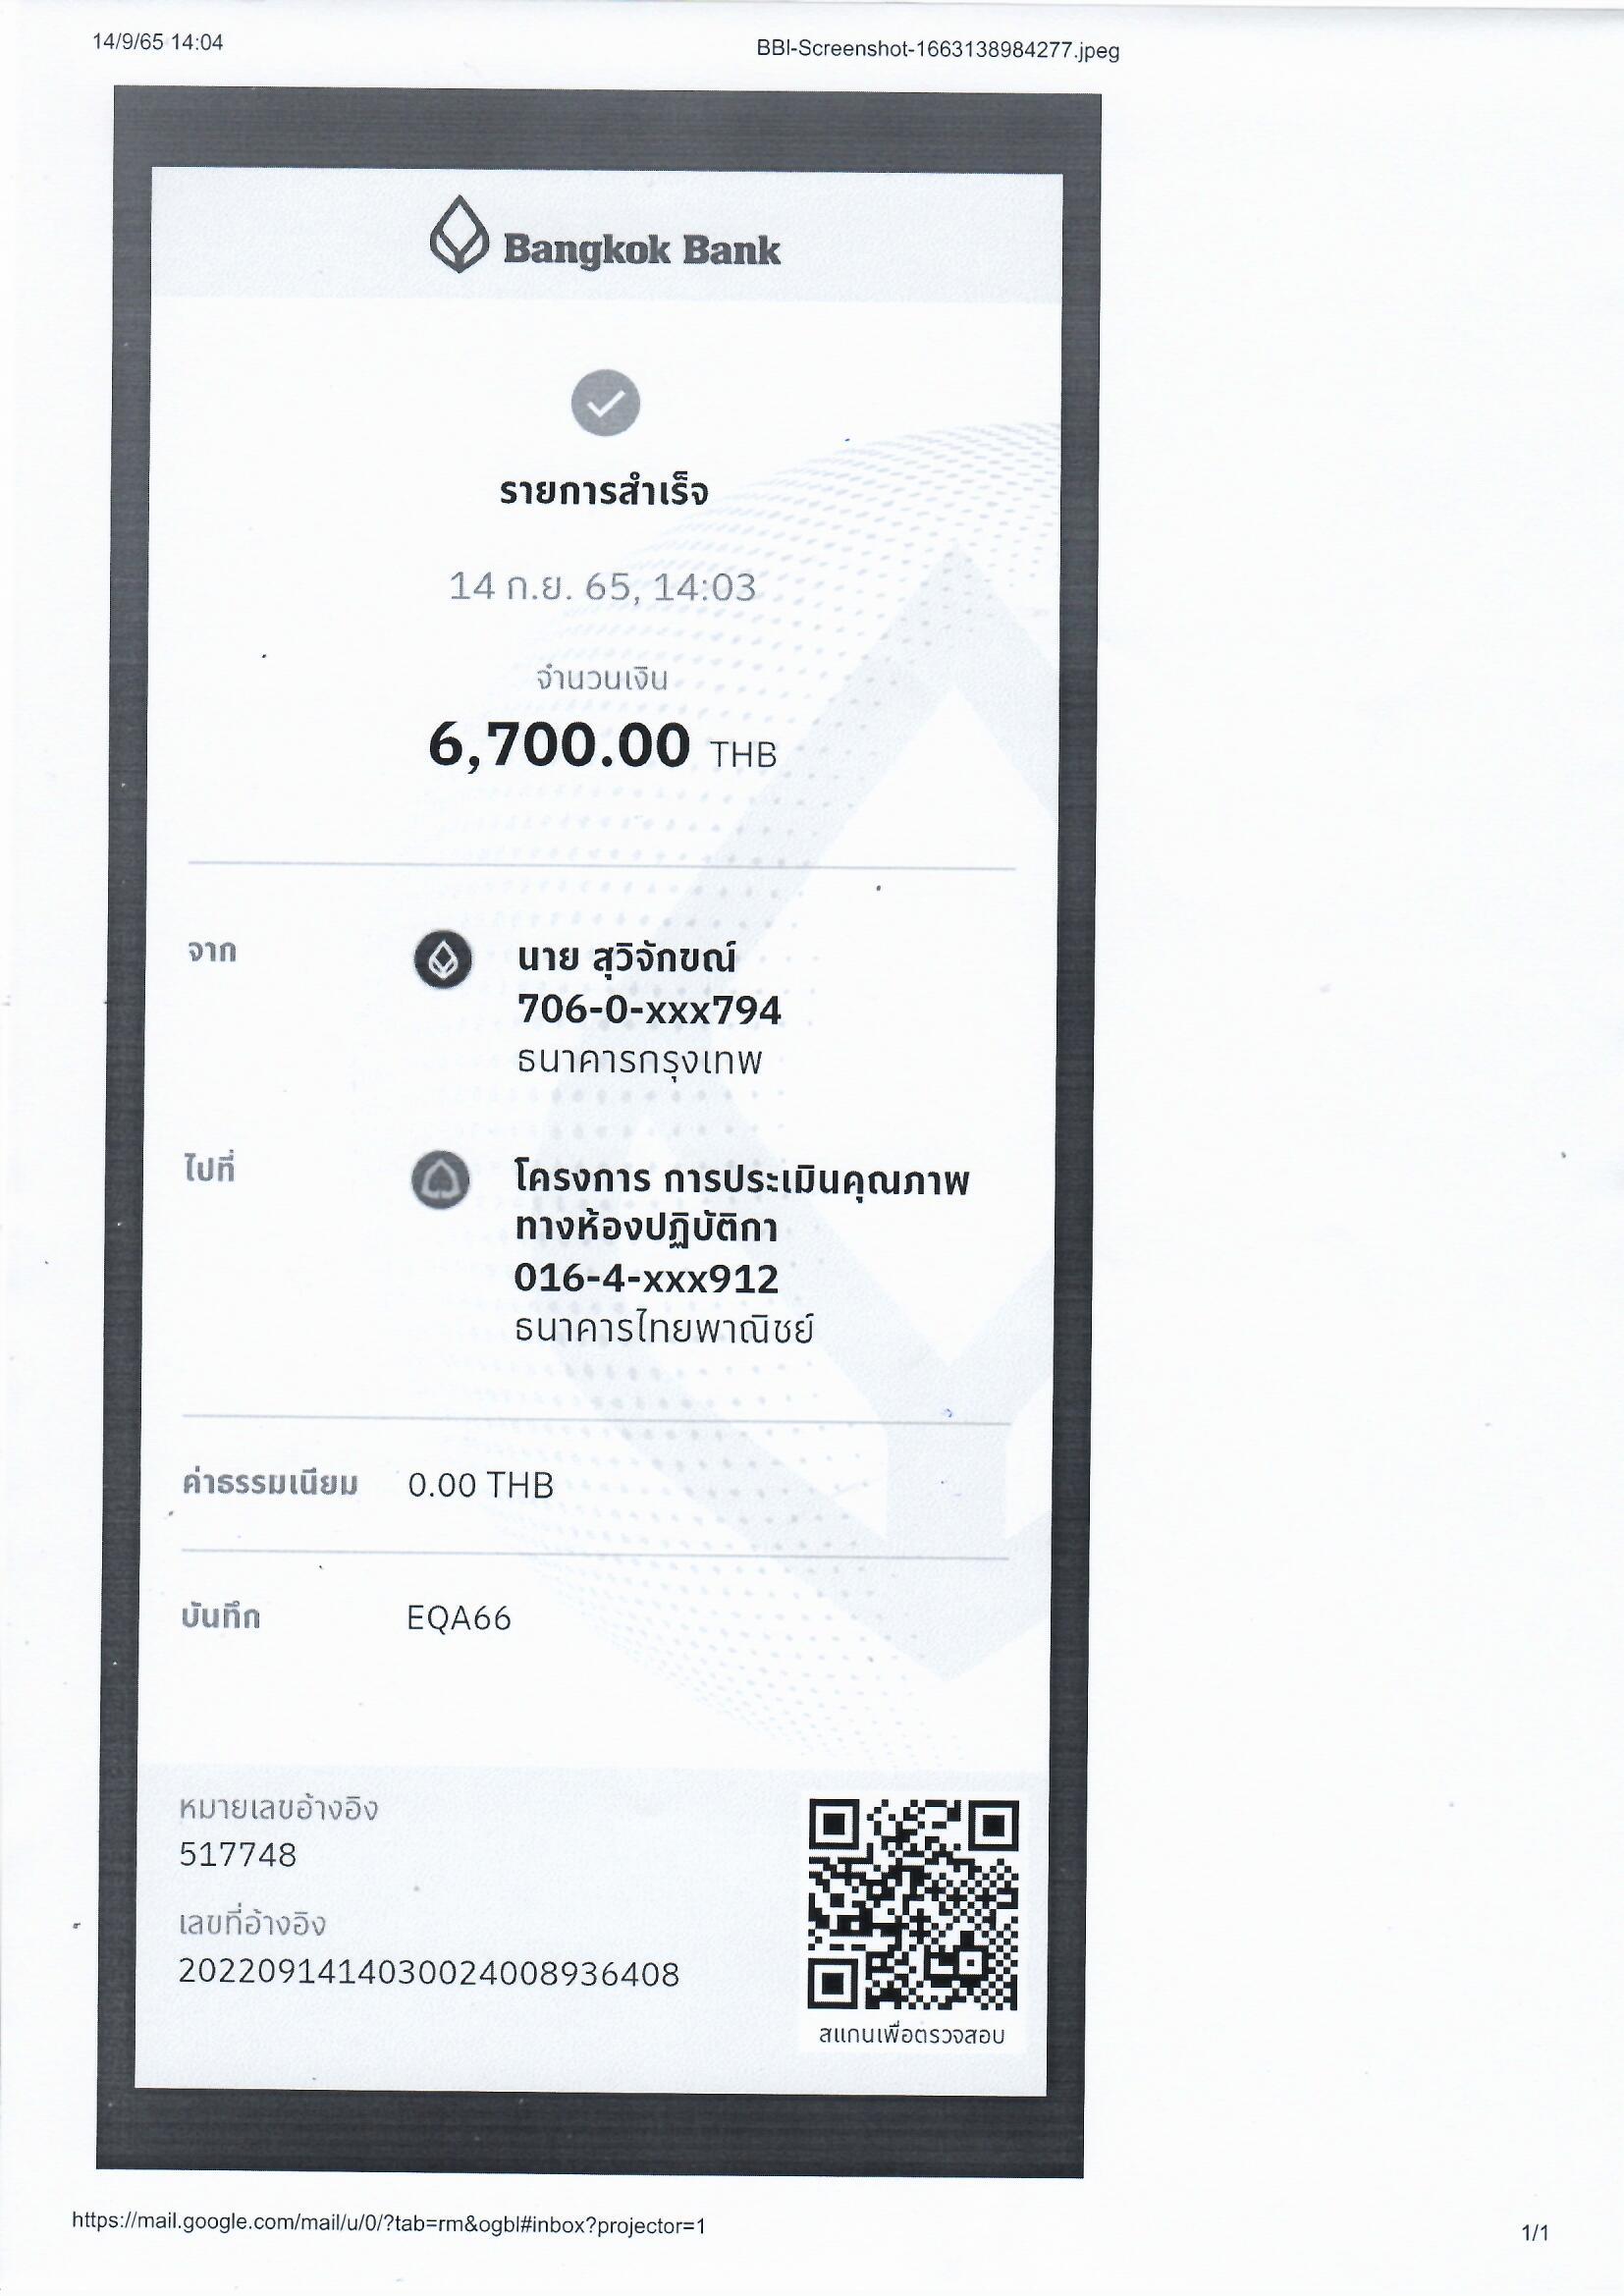 14/9/65 14:04
BBI-Screenshot-1663138984277.jpeg
Bangkok Bank
รายการสำเร็จ
14 ก.ย. 65, 14:03
จำนวนเงิน
6,700.00 THB
จาก
นาย สุวิจักขณ์
706-0-xxx794
ธนาคารกรุงเทพ
ไปที่
โครงการ การประเมินคุณภาพ
ทางห้องปฏิบัติกา
016-4-xxx912
ธนาคารไทยพาณิชย์
ค่าธรรมเนียม 0.00 THB
บันทึก EQA66
หมายเลขอ้างอิง
517748
เลขที่อ้างอิง
2022091414030024008936408
สแกนเพื่อตรวจสอบ
https://mail.google.com/mail/u/0/?tab=rm&ogbl#inbox?projector=1
1/1